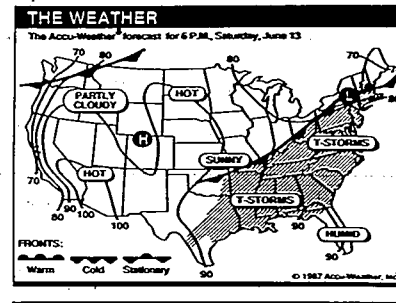 THE WEATHER
The Accu-Weather® forecast for 6 P.M., Saturday, June 13
70
80
80
70
70
80
PARTLY CLOUDY
HOT
H
L
T-STORMS
SUNNY
HOT
T-STORMS
70
80
90
100
100
90
90
HUMID
FRONTS:
Warm
Cold
Stationary
90
© 1987 Accu-Weather, Inc.